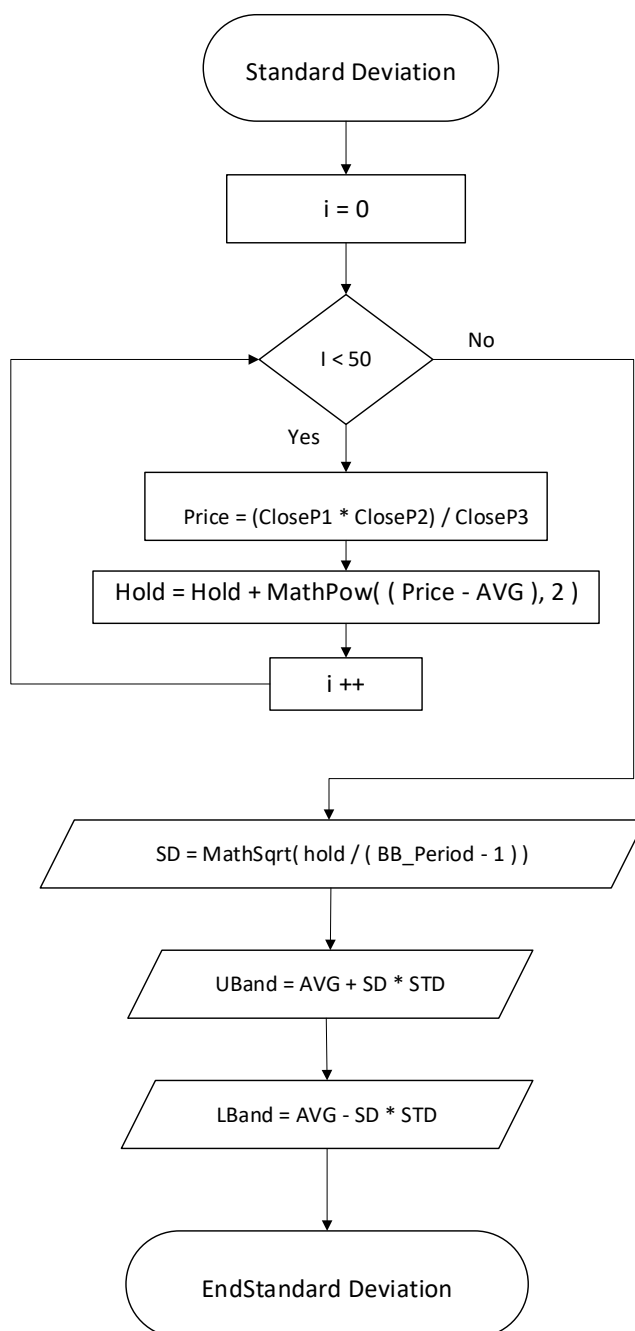 Standard Deviation
i = 0
I < 50
No
Yes
Price = (CloseP1 * CloseP2) / CloseP3
Hold = Hold + MathPow( ( Price - AVG ), 2 )
i ++
SD = MathSqrt( hold / ( BB_Period - 1 ) )
UBand = AVG + SD * STD
LBand = AVG - SD * STD
EndStandard Deviation